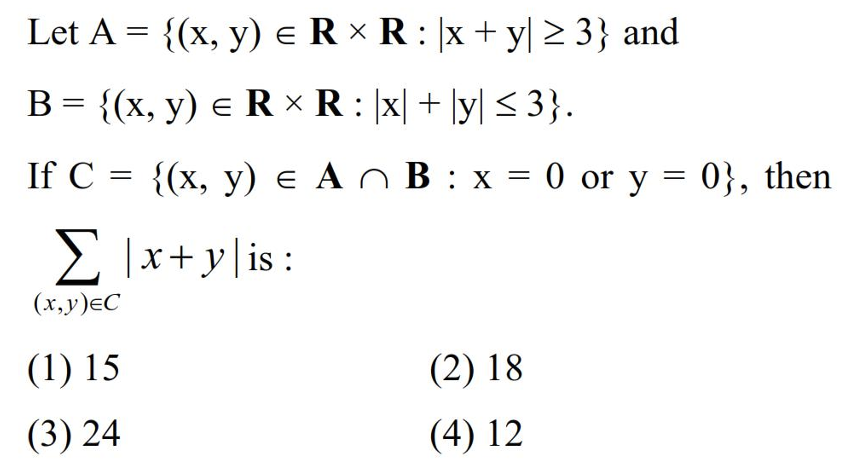 Let A = {(x, y) ∈ R × R : |x + y| ≥ 3} and
B = {(x, y) ∈ R × R : |x| + |y| ≤ 3}.
If C = {(x, y) ∈ A ∩ B : x = 0 or y = 0}, then
∑ |x + y| is :
(x,y)∈C
(1) 15 (2) 18
(3) 24 (4) 12